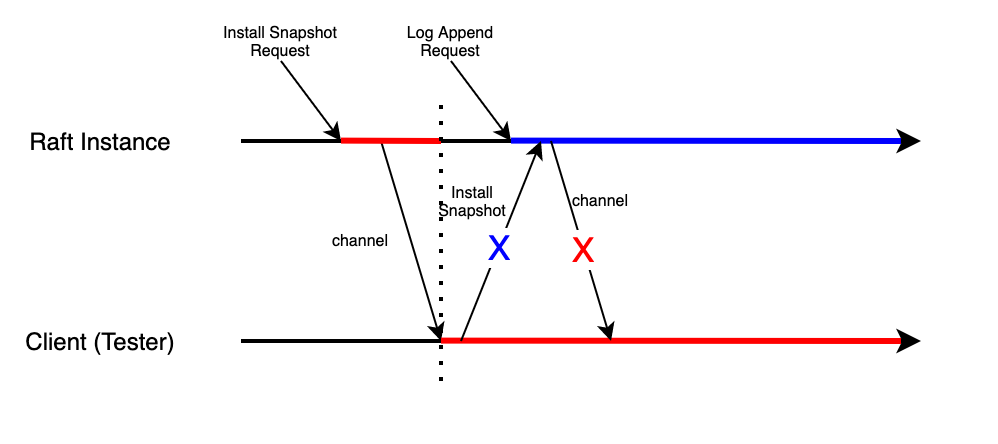 Install Snapshot
Request
Log Append
Request
Raft Instance
Install
Snapshot
channel
channel
X
X
Client (Tester)